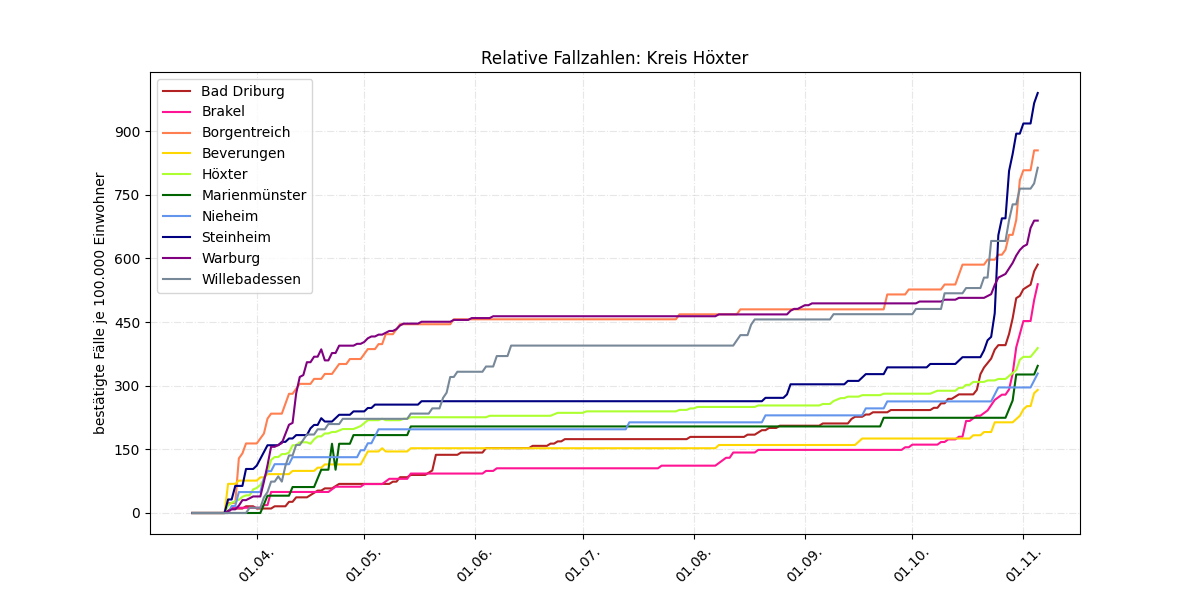 Relative Fallzahlen: Kreis Höxter
bestätigte Fälle je 100.000 Einwohner
900
750
600
450
300
150
0
Bad Driburg
Brakel
Borgentreich
Beverungen
Höxter
Marienmünster
Nieheim
Steinheim
Warburg
Willebadessen
01.04.
01.05.
01.06.
01.07.
01.08.
01.09.
01.10.
01.11.